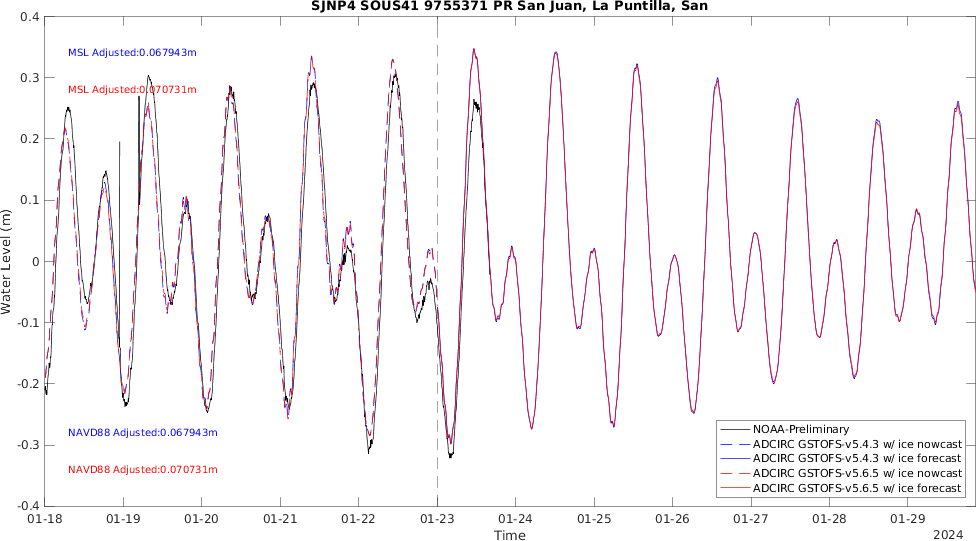 SJNP4 SOUS41 9755371 PR San Juan, La Puntilla, San
0.4
0.3
0.2
0.1
0
-0.1
-0.2
-0.3
-0.4
Water Level (m)
MSL Adjusted:0.067943m
MSL Adjusted:0.070731m
NAVD88 Adjusted:0.067943m
NAVD88 Adjusted:0.070731m
NOAA-Preliminary
ADCIRC GSTOFS-v5.4.3 w/ ice nowcast
ADCIRC GSTOFS-v5.4.3 w/ ice forecast
ADCIRC GSTOFS-v5.6.5 w/ ice nowcast
ADCIRC GSTOFS-v5.6.5 w/ ice forecast
01-18 01-19 01-20 01-21 01-22 01-23 01-24 01-25 01-26 01-27 01-28 01-29
Time
2024